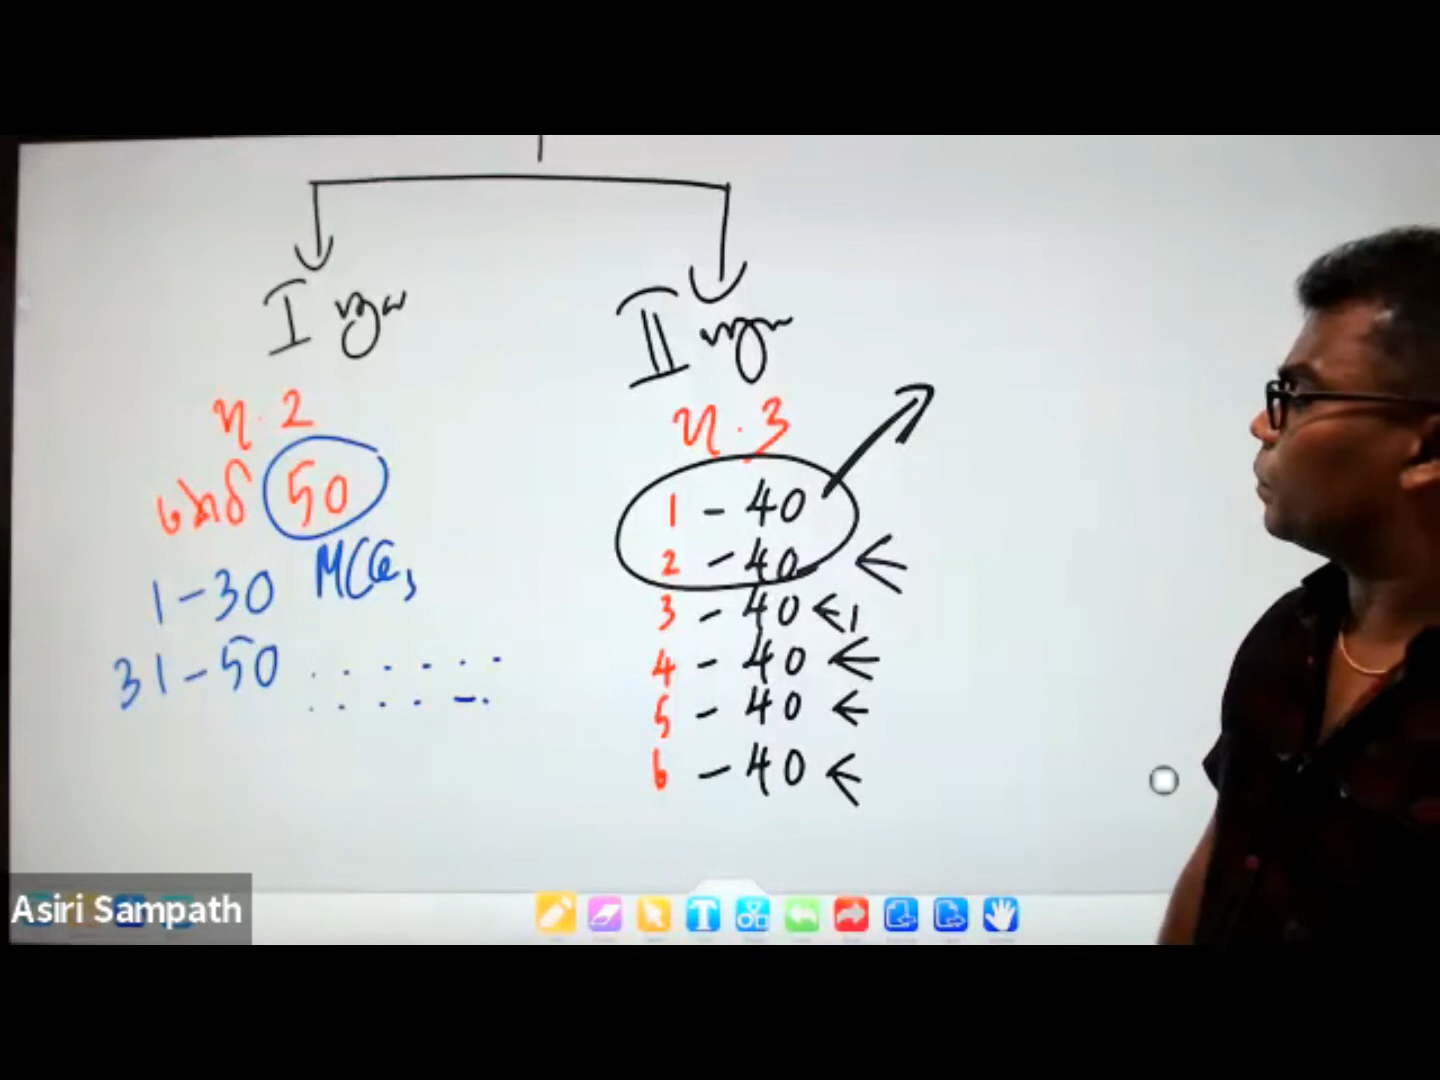 I පත්‍රය
II පත්‍රය
පැ. 2
පැ. 3
50
MCQs
1 - 30
31 - 50 . . . . . .
1 - 40
2 - 40
3 - 40
4 - 40
5 - 40
6 - 40
Asiri Sampath